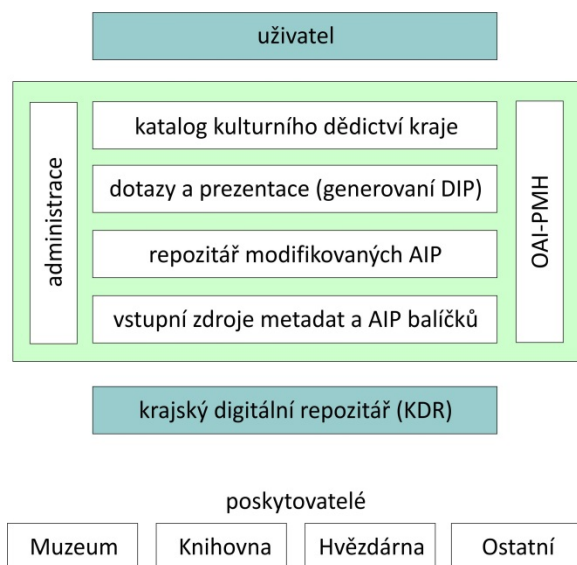 uživatel
administrace
katalog kulturního dědictví kraje
dotazy a prezentace (generovaní DIP)
repozitář modifikovaných AIP
vstupní zdroje metadat a AIP balíčků
OAI-PMH
krajský digitální repozitář (KDR)
poskytovatelé
Muzeum
Knihovna
Hvězdárna
Ostatní